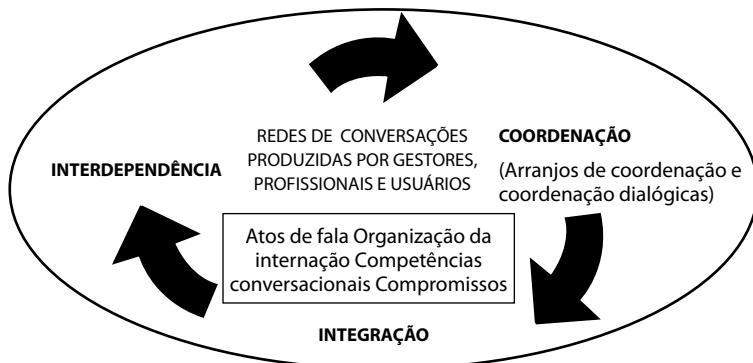 REDES DE CONVERSAÇÕES
PRODUZIDAS POR GESTORES,
PROFISSIONAIS E USUÁRIOS
COORDENAÇÃO
(Arranjos de coordenação e
coordenação dialógicas)
INTERDEPENDÊNCIA
Atos de fala Organização da
internação Competências
conversacionais Compromissos
INTEGRAÇÃO